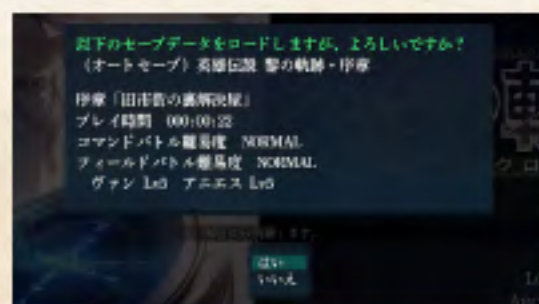 以下のセーブデータをロードしますが、よろしいですか?
(オートセーブ) 英雄伝説 黎の軌跡・序章
序章「旧市街の裏解決屋」
プレイ時間 000:00:22
コマンドバトル難易度 NORMAL
フィールドバトル難易度 NORMAL
ヴァン Lv5 アニエス Lv5
はい
いいえ